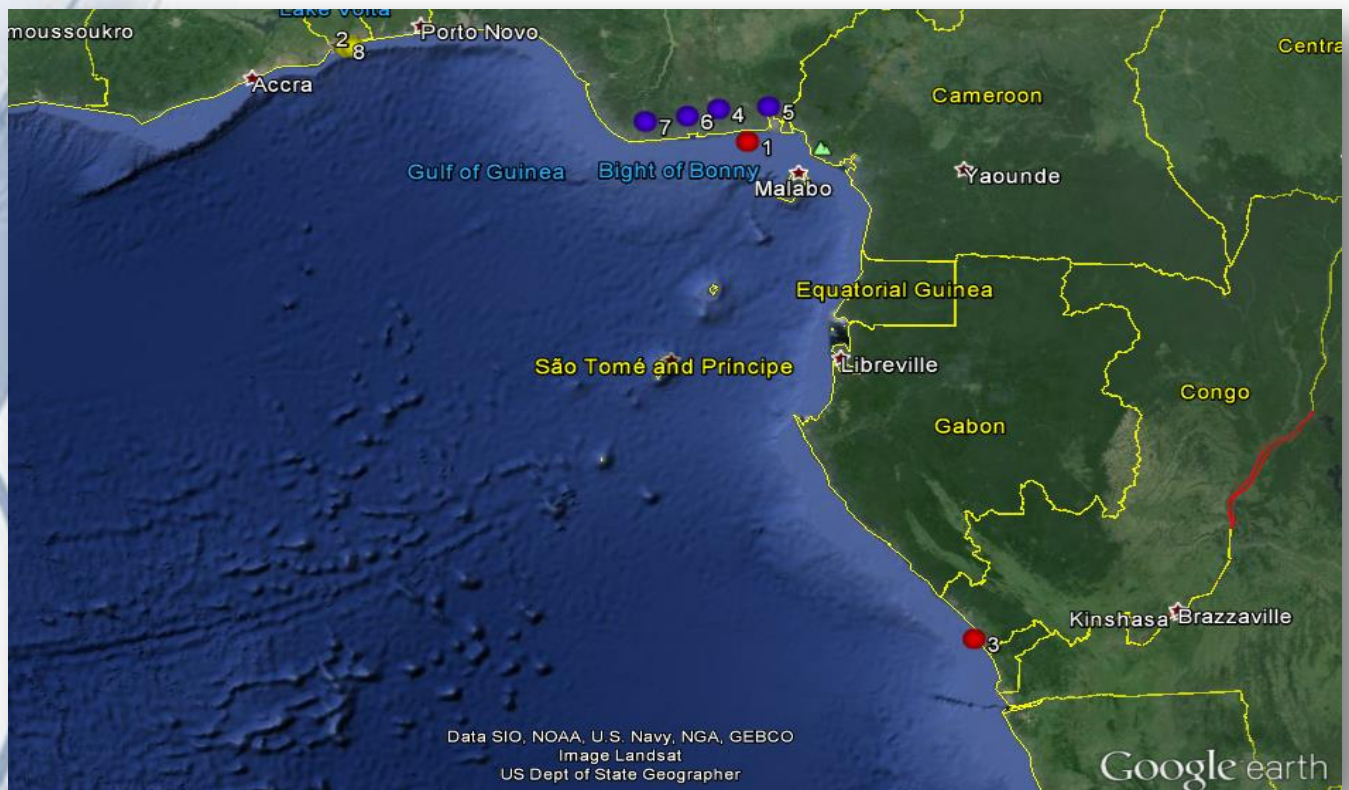 Lake Volta
moussoukro
Porto Novo
2
8
Centra
Accra
Cameroon
5
4
6
7
1
Gulf of Guinea
Bight of Bonny
Yaounde
Malabo
Equatorial Guinea
São Tomé and Príncipe
Libreville
Congo
Gabon
Kinshasa
Brazzaville
3
Data SIO, NOAA, U.S. Navy, NGA, GEBCO
Image Landsat
US Dept of State Geographer
Google earth